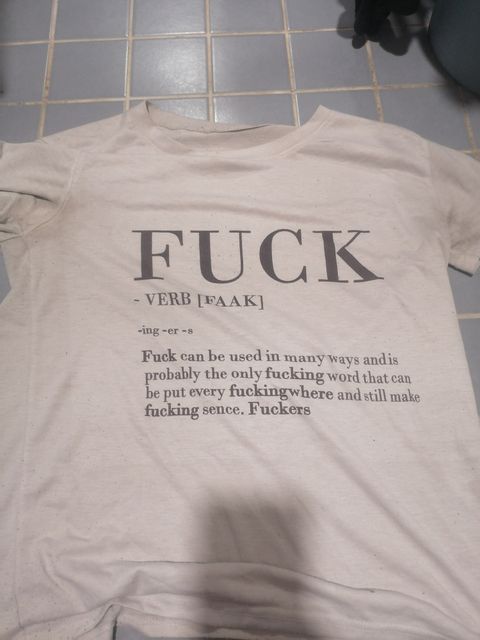 FUCK
- VERB [FAAK]
-ing -er -s
Fuck can be used in many ways and is
probably the only fucking word that can
be put every fuckingwhere and still make
fucking sence. Fuckers